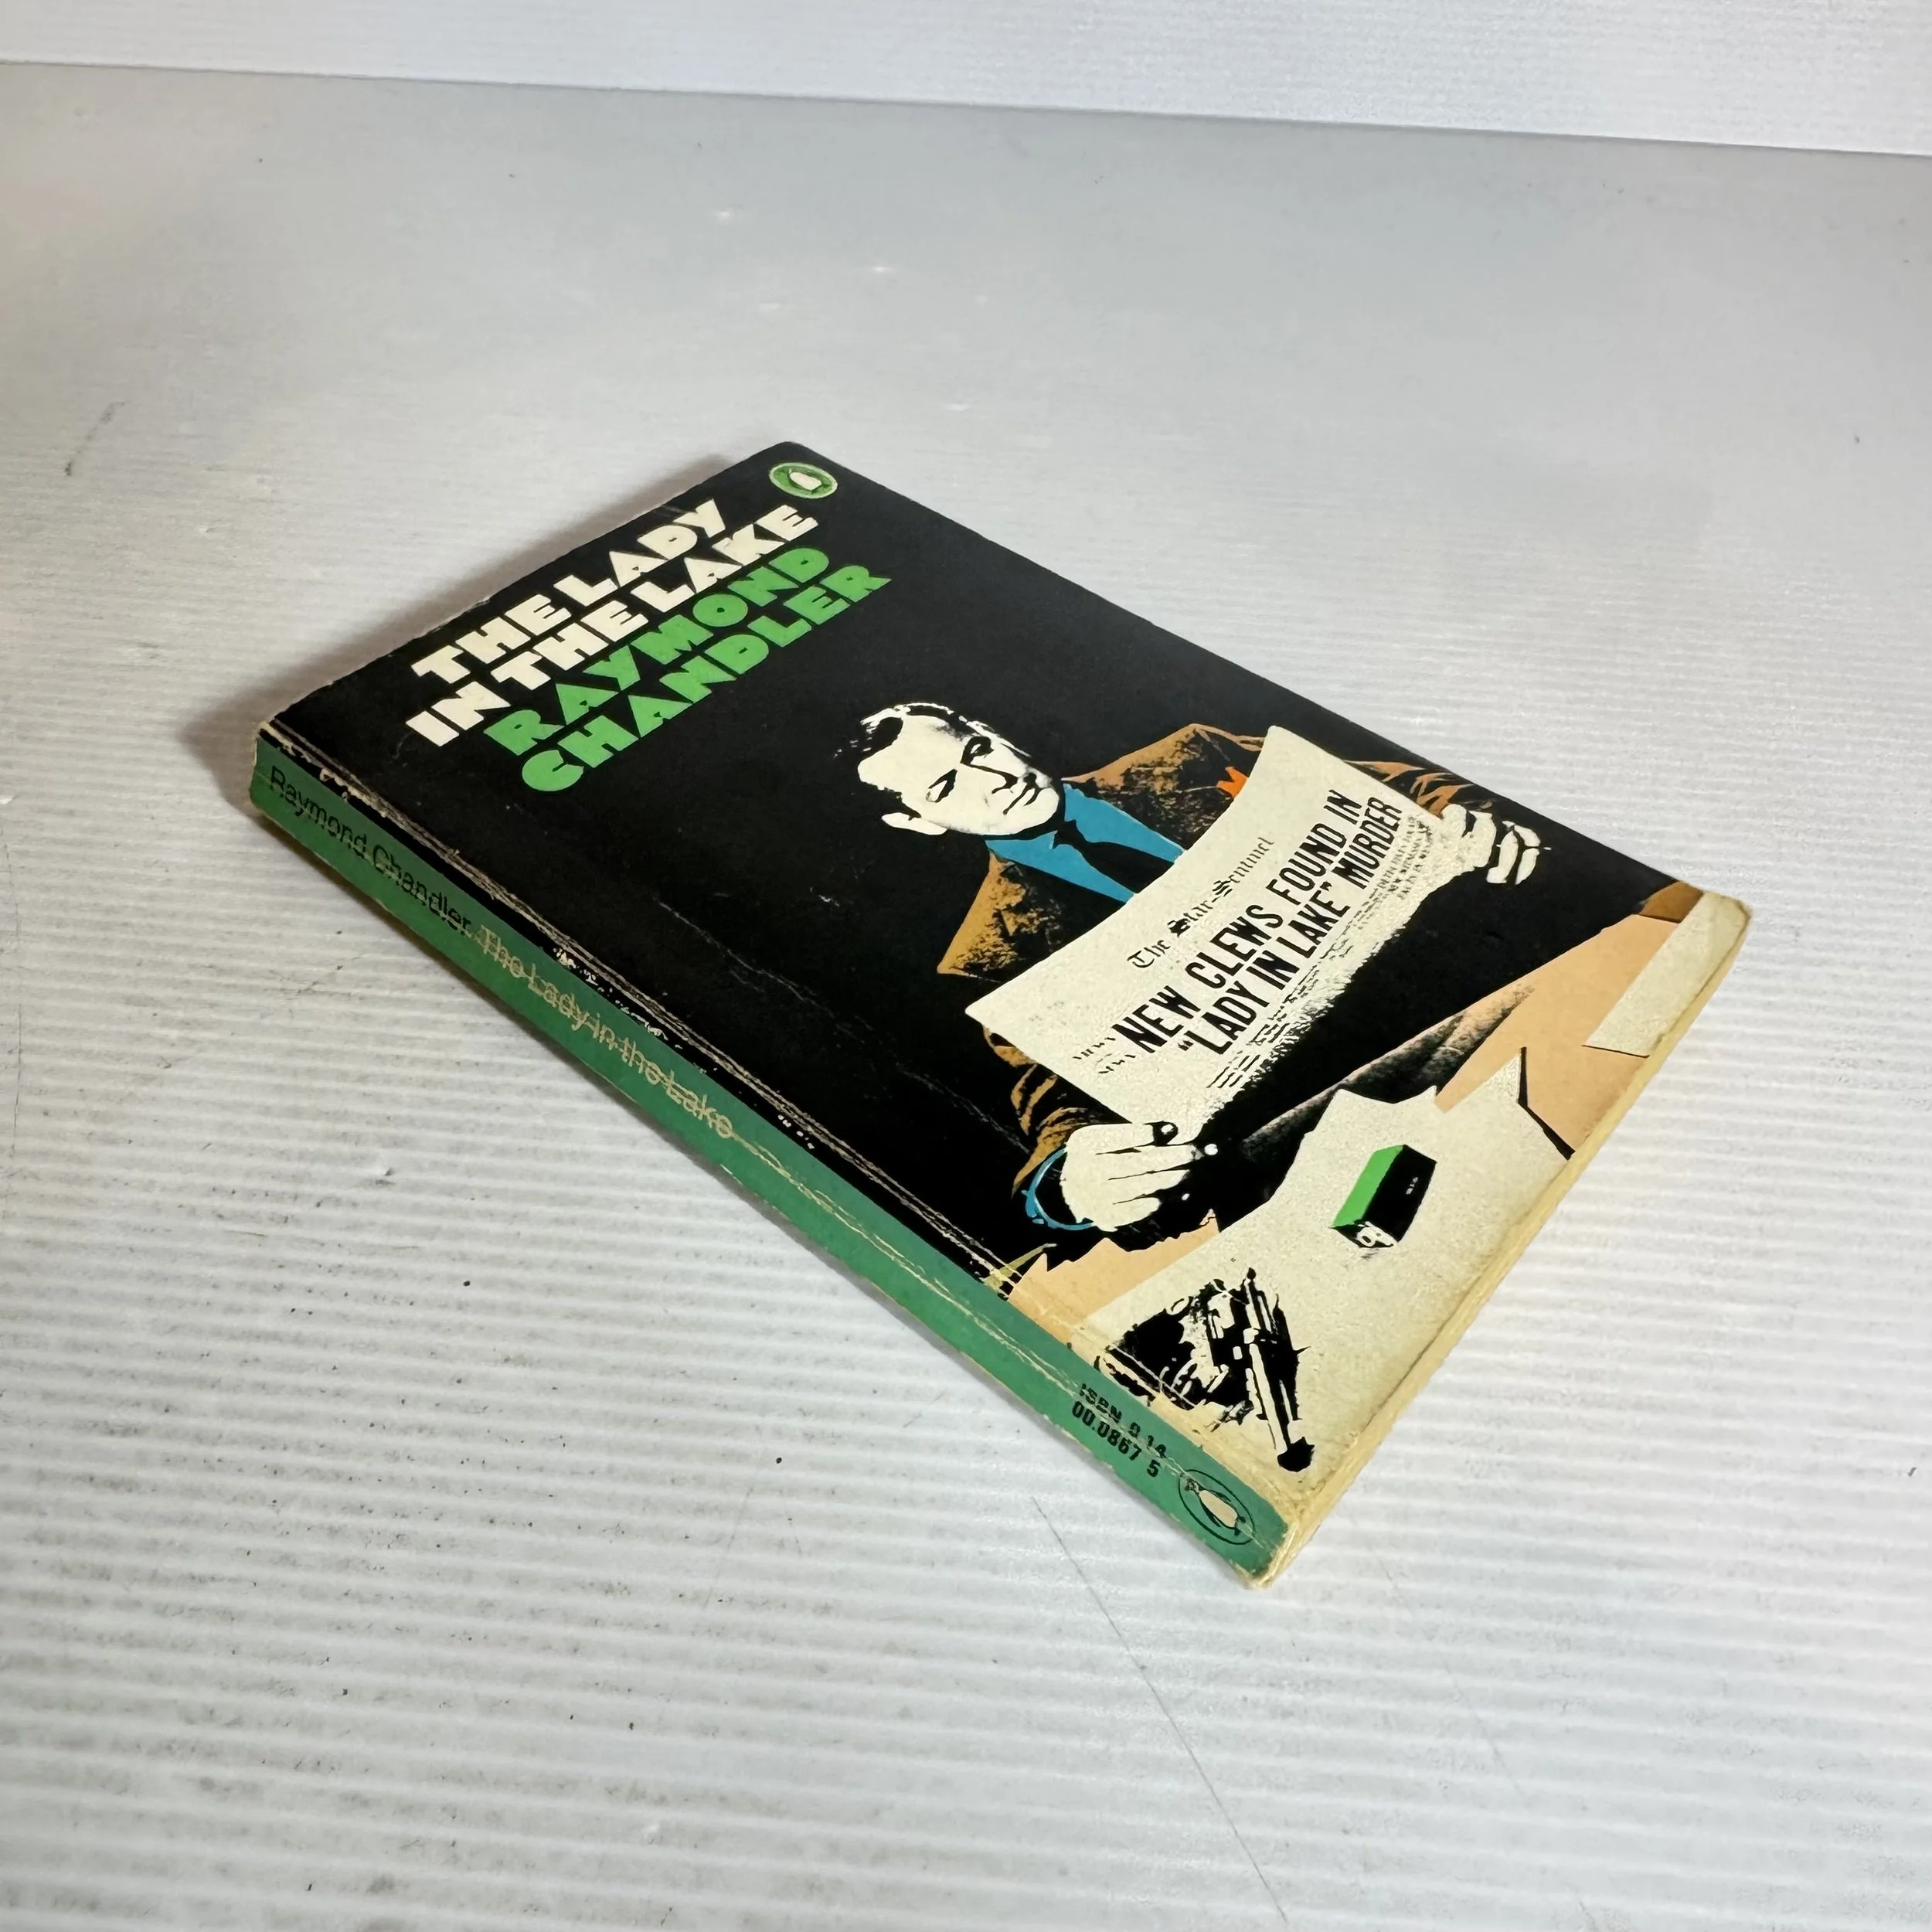 THE LADY
IN THE LAKE
RAYMOND
CHANDLER
The Star-Sentinel
NEW CLEWS FOUND IN
"LADY IN LAKE" MURDER
Raymond Chandler The Lady in the Lake
ISBN 0 14
00.0867 5